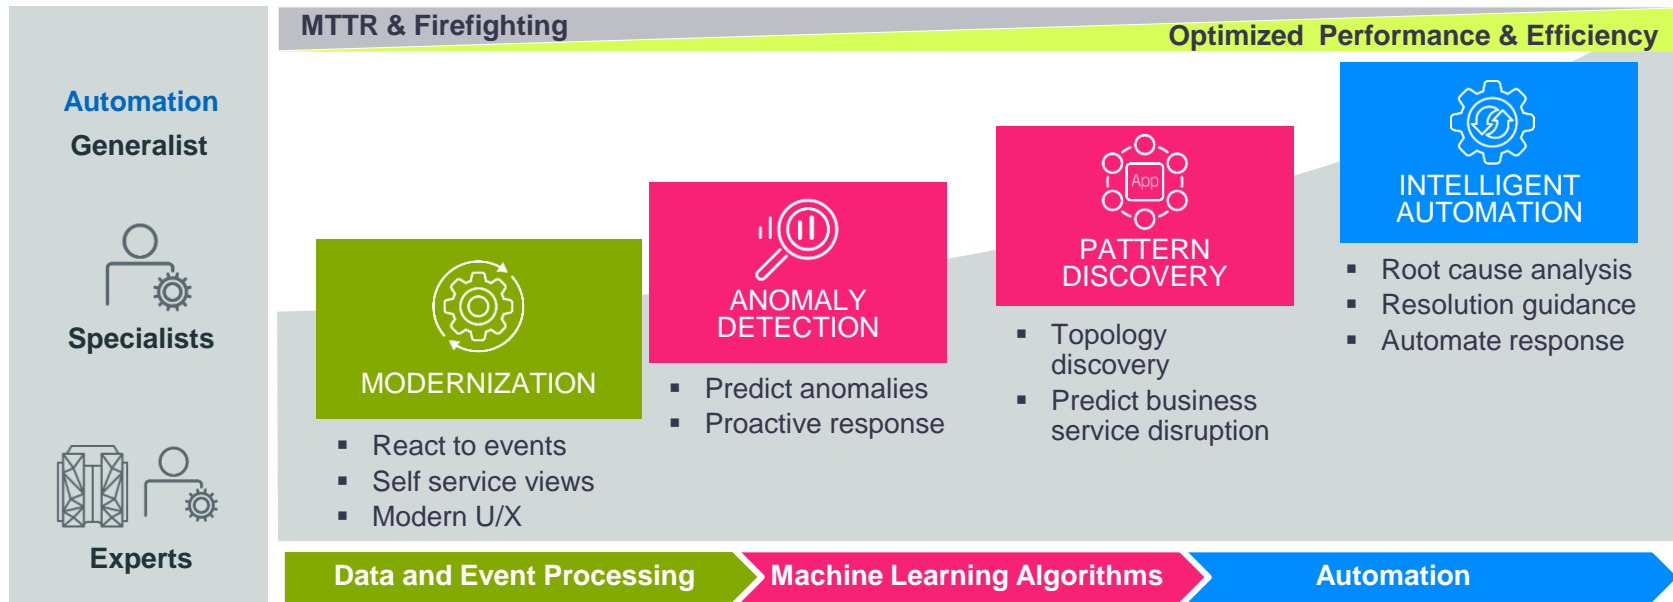 MTTR & Firefighting
Optimized Performance & Efficiency
Automation
Generalist
Specialists
Experts
MODERNIZATION
▪ React to events
▪ Self service views
▪ Modern U/X
ANOMALY
DETECTION
▪ Predict anomalies
▪ Proactive response
App
PATTERN
DISCOVERY
▪ Topology
discovery
▪ Predict business
service disruption
INTELLIGENT
AUTOMATION
▪ Root cause analysis
▪ Resolution guidance
▪ Automate response
Data and Event Processing
Machine Learning Algorithms
Automation